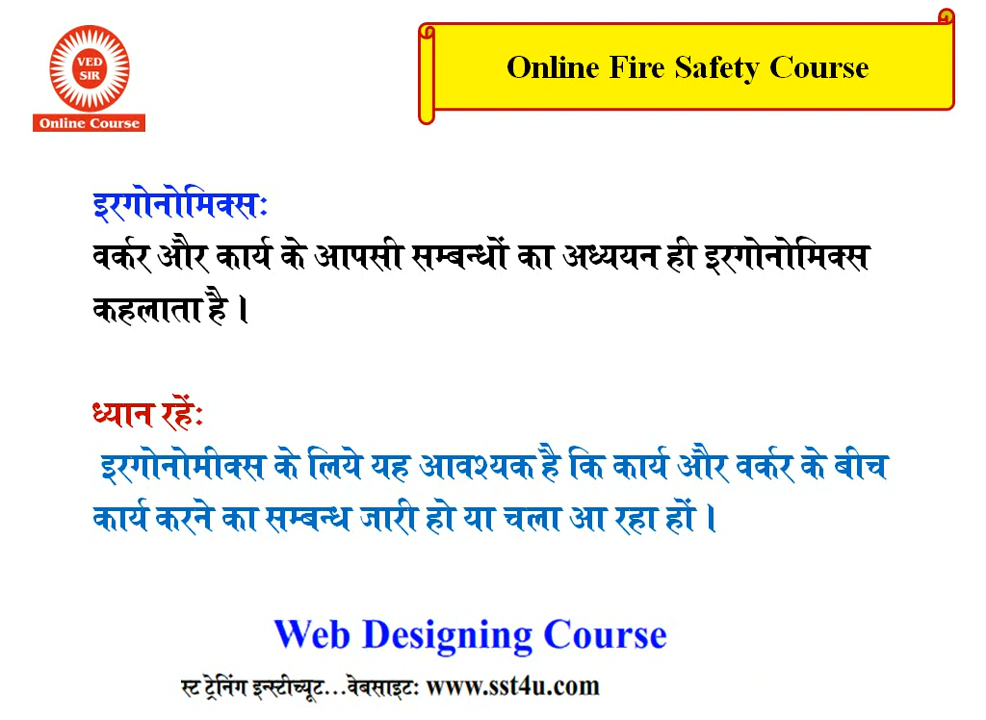 VED
SIR
Online Course
Online Fire Safety Course
इरगोनोमिक्स:
वर्कर और कार्य के आपसी सम्बन्धों का अध्ययन ही इरगोनोमिक्स
कहलाता है ।
ध्यान रहें:
इरगोनोमीक्स के लिये यह आवश्यक है कि कार्य और वर्कर के बीच
कार्य करने का सम्बन्ध जारी हो या चला आ रहा हों ।
Web Designing Course
स्ट ट्रेनिंग इन्स्टीच्यूट...वेबसाइट: www.sst4u.com